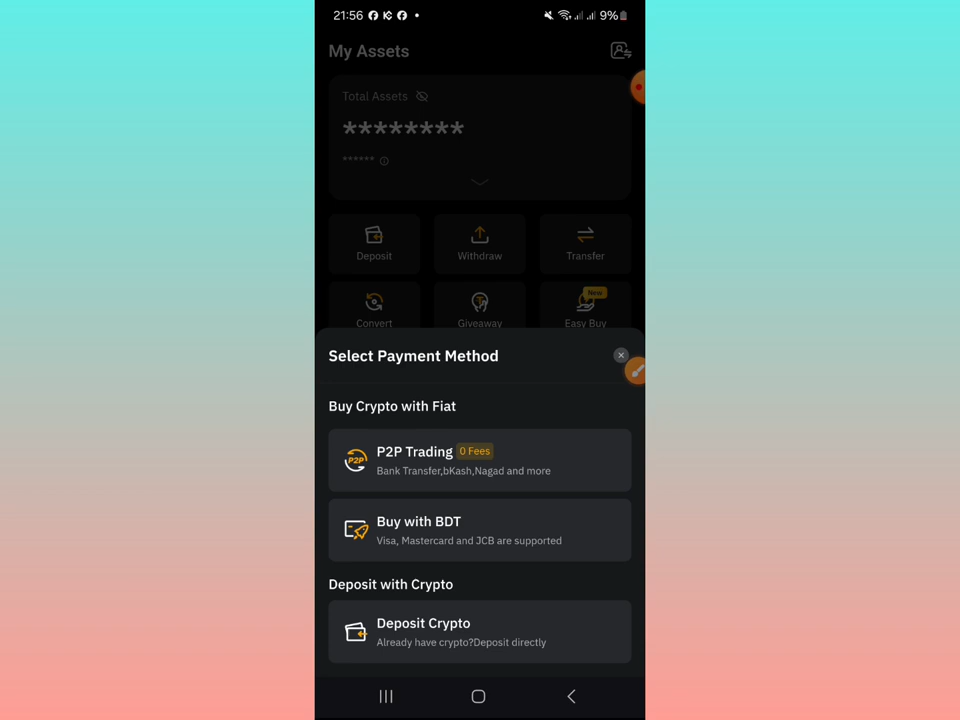 21:56
9%
My Assets
Total Assets
********
******
Deposit Withdraw Transfer
New
Convert Giveaway Easy Buy
Select Payment Method
Buy Crypto with Fiat
P2P
P2P Trading 0 Fees
Bank Transfer,bKash,Nagad and more
Buy with BDT
Visa, Mastercard and JCB are supported
Deposit with Crypto
Deposit Crypto
Already have crypto?Deposit directly